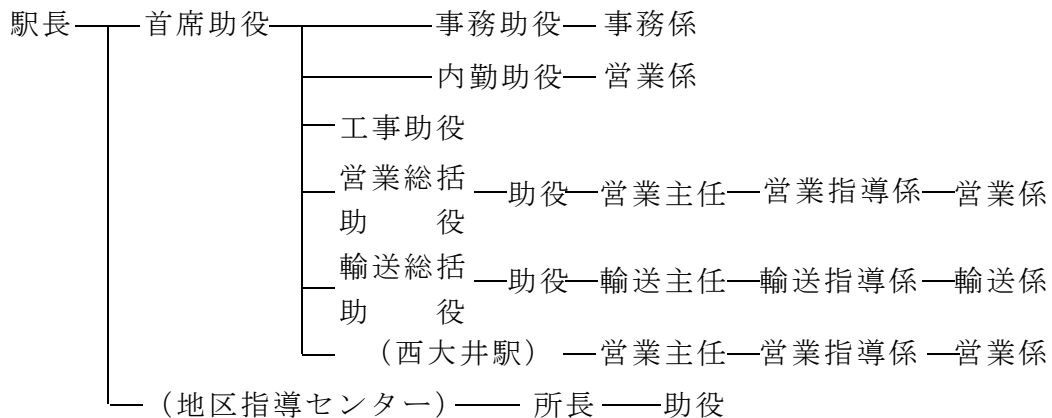 駅長 首席助役 事務助役 事務係
内勤助役 営業係
工事助役
営業総括助役 助役 営業主任 営業指導係 営業係
輸送総括助役 助役 輸送主任 輸送指導係 輸送係
(西大井駅) 営業主任 営業指導係 営業係
(地区指導センター) 所長 助役